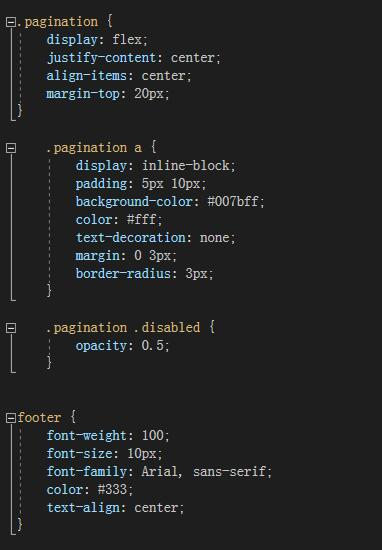 .pagination {
    display: flex;
    justify-content: center;
    align-items: center;
    margin-top: 20px;
}
    .pagination a {
        display: inline-block;
        padding: 5px 10px;
        background-color: #007bff;
        color: #fff;
        text-decoration: none;
        margin: 0 3px;
        border-radius: 3px;
    }
    .pagination .disabled {
        opacity: 0.5;
    }
footer {
    font-weight: 100;
    font-size: 10px;
    font-family: Arial, sans-serif;
    color: #333;
    text-align: center;
}